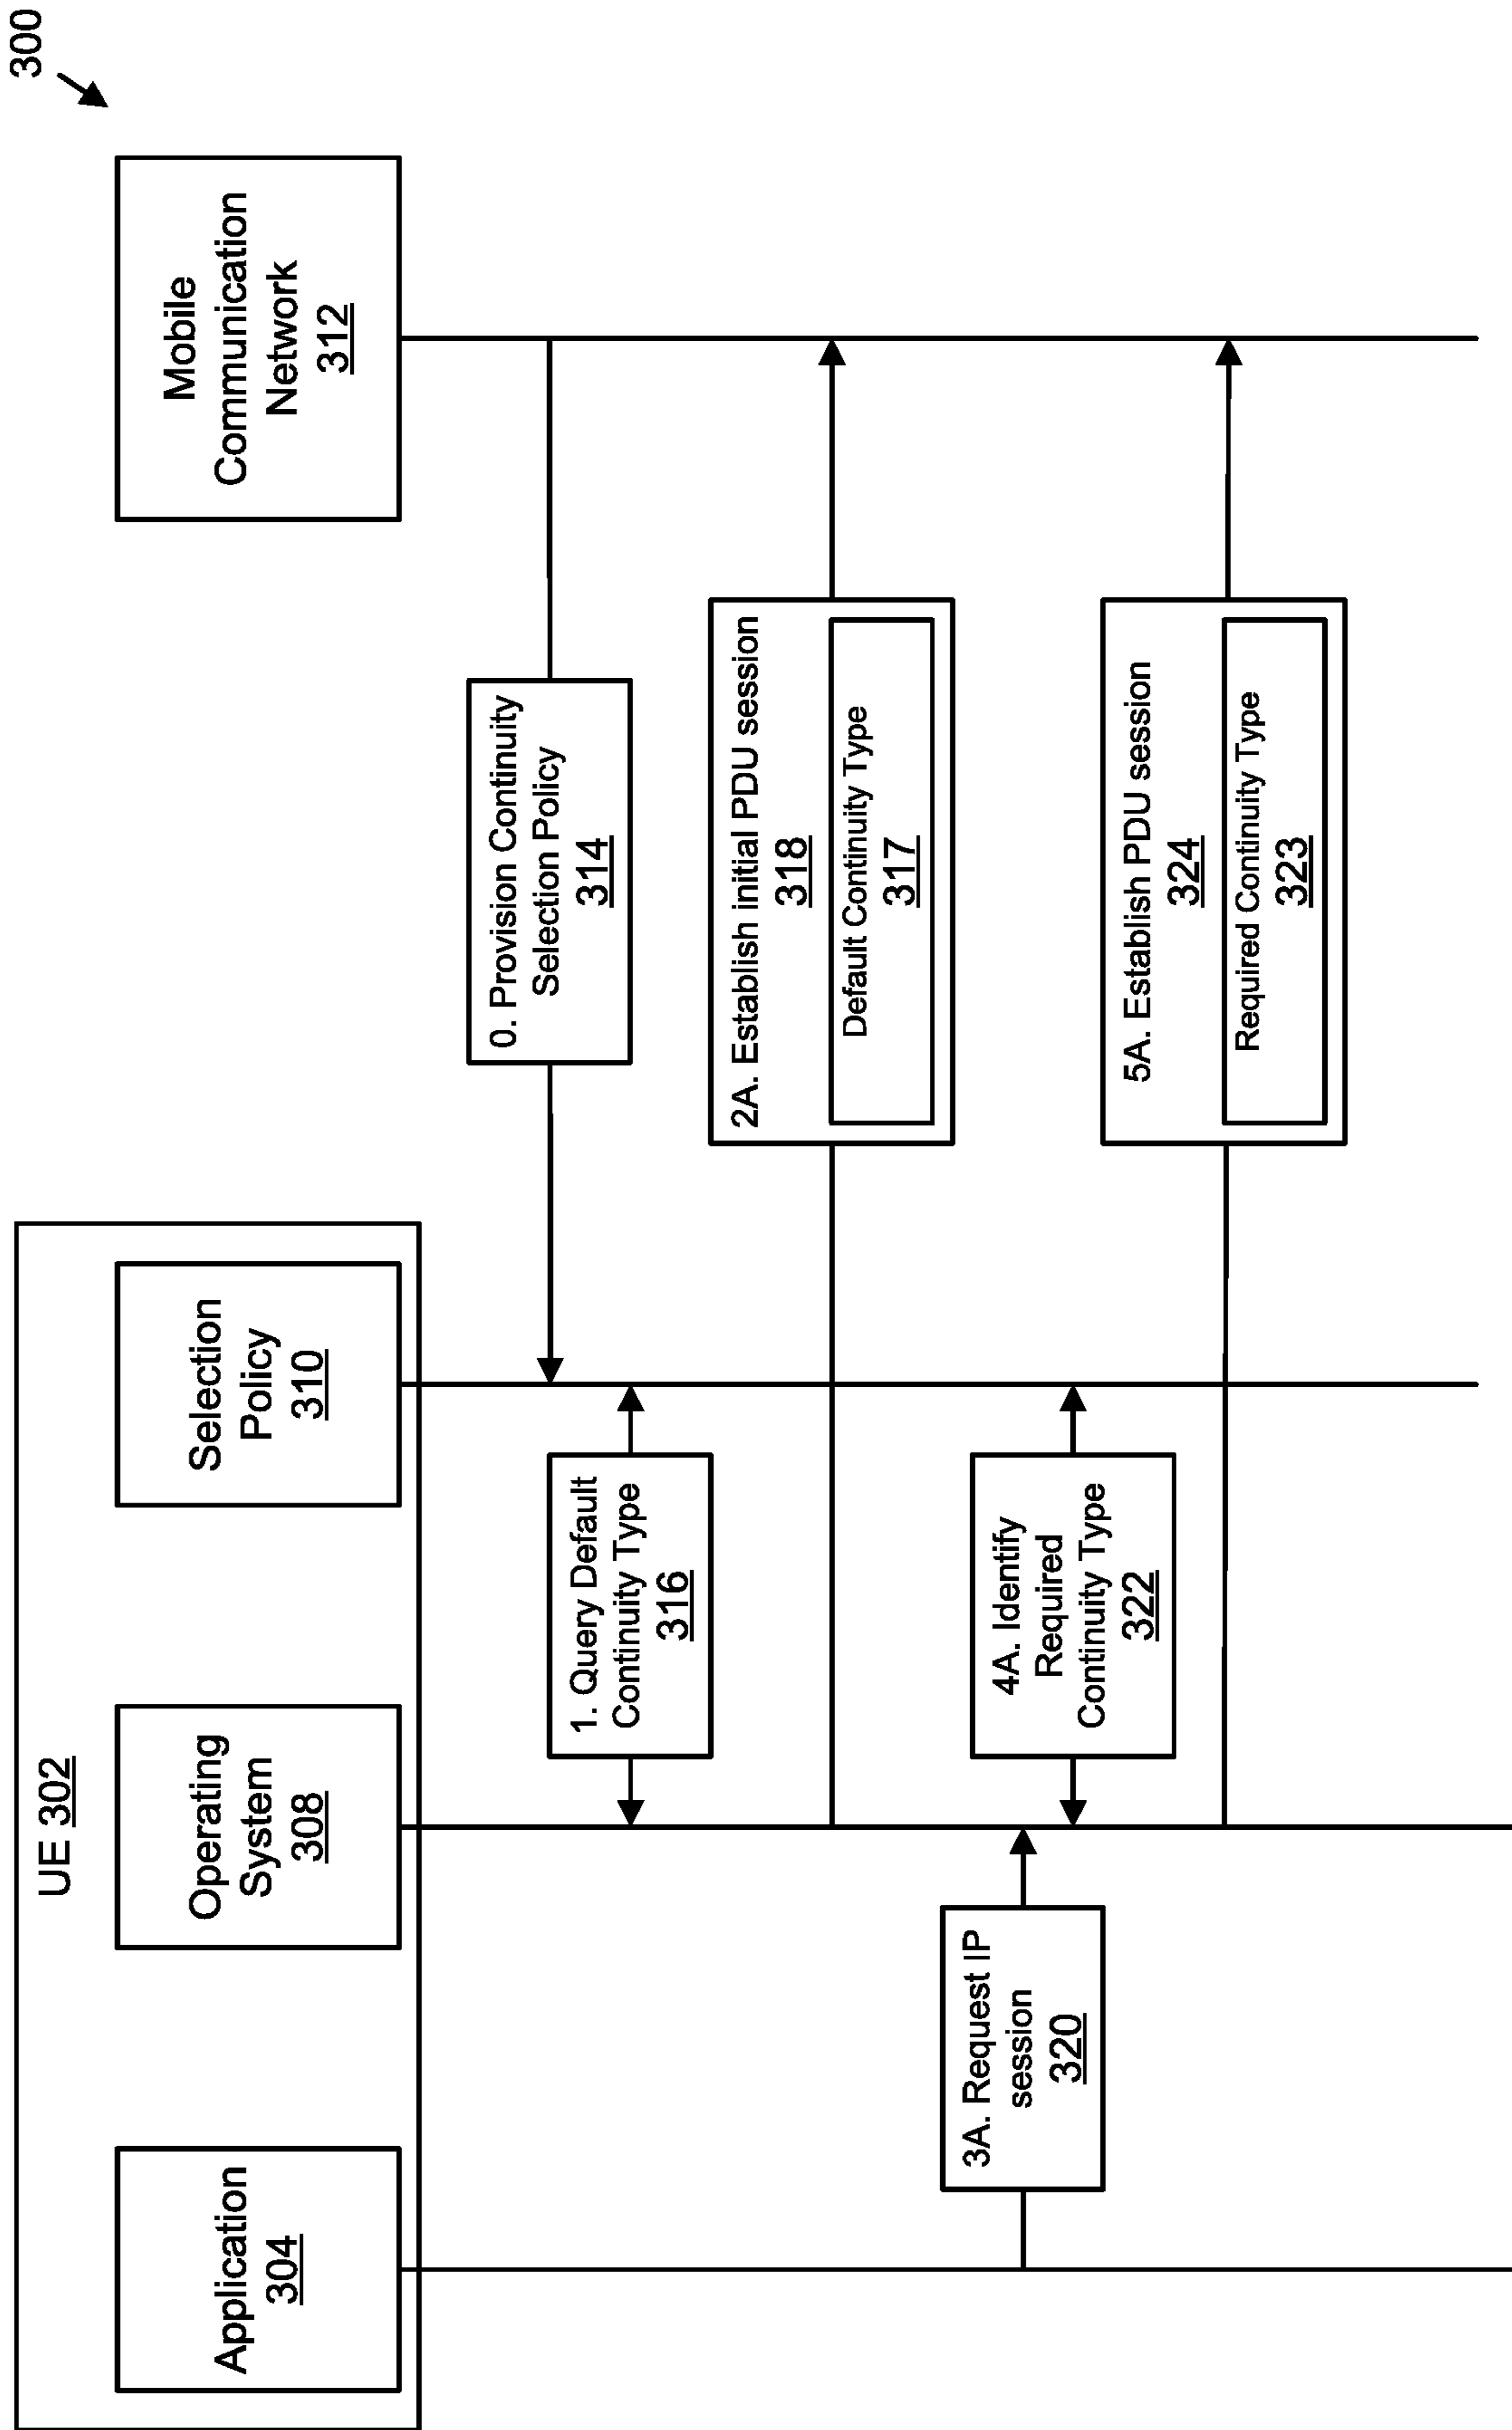 300
UE 302
Application
304
Operating
System
308
Selection
Policy
310
Mobile
Communication
Network
312
0. Provision Continuity
Selection Policy
314
1. Query Default
Continuity Type
316
2A. Establish initial PDU session
318
Default Continuity Type
317
3A. Request IP
session
320
4A. Identify
Required
Continuity Type
322
5A. Establish PDU session
324
Required Continuity Type
323